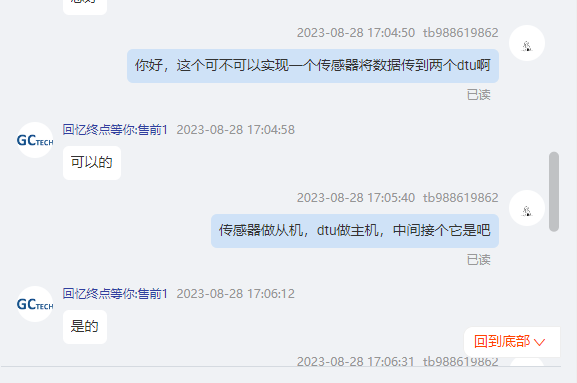 2023-08-28 17:04:50 tb988619862
你好，这个可不可以实现一个传感器将数据传到两个dtu啊
已读
GCTECH
回忆终点等你:售前1 2023-08-28 17:04:58
可以的
2023-08-28 17:05:40 tb988619862
传感器做从机，dtu做主机，中间接个它是吧
已读
GCTECH
回忆终点等你:售前1 2023-08-28 17:06:12
是的
回到底部
2023-08-28 17:06:31 tb988619862